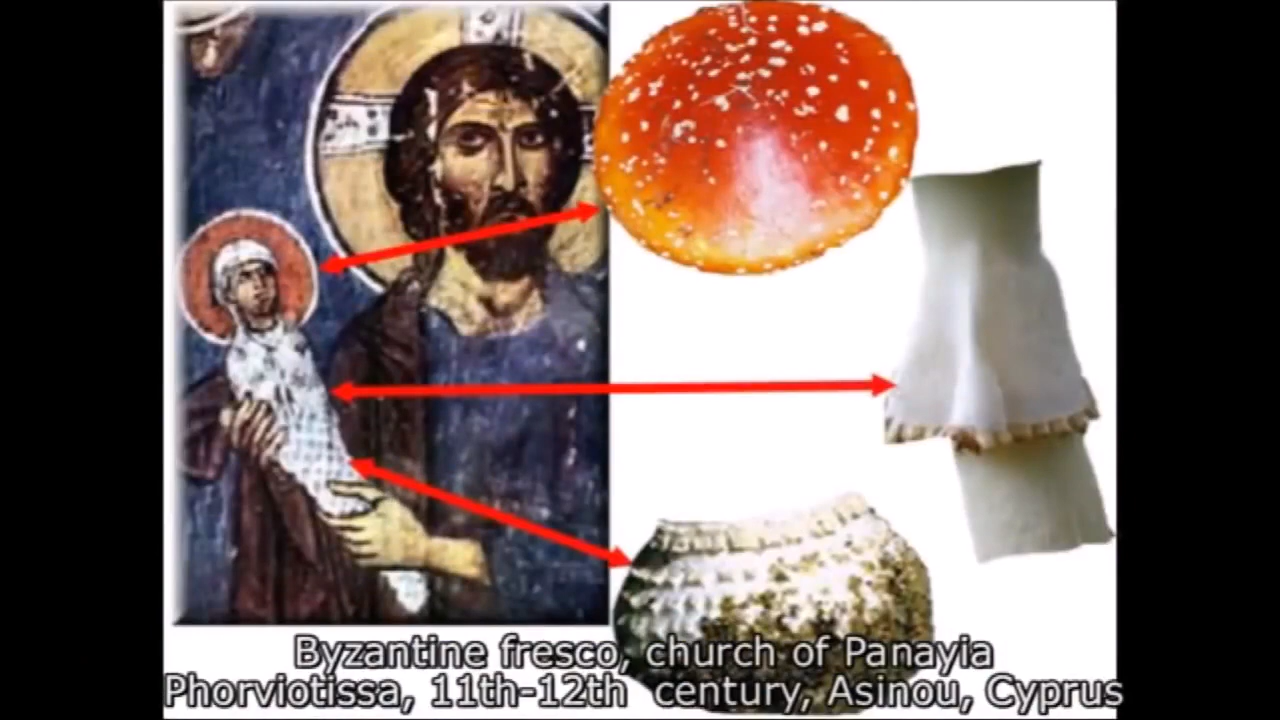 Byzantine fresco, church of Panayia
Phorviotissa, 11th-12th century, Asinou, Cyprus